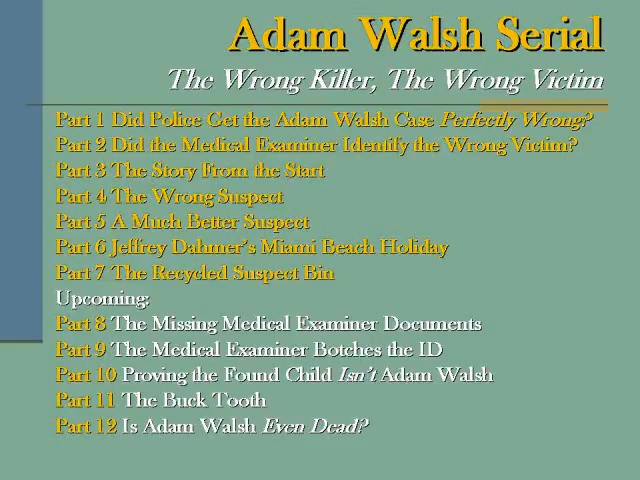 Adam Walsh Serial
The Wrong Killer, The Wrong Victim
Part 1 Did Police Get the Adam Walsh Case Perfectly Wrong?
Part 2 Did the Medical Examiner Identify the Wrong Victim?
Part 3 The Story From the Start
Part 4 The Wrong Suspect
Part 5 A Much Better Suspect
Part 6 Jeffrey Dahmer's Miami Beach Holiday
Part 7 The Recycled Suspect Bin
Upcoming:
Part 8 The Missing Medical Examiner Documents
Part 9 The Medical Examiner Botches the ID
Part 10 Proving the Found Child Isn't Adam Walsh
Part 11 The Buck Tooth
Part 12 Is Adam Walsh Even Dead?